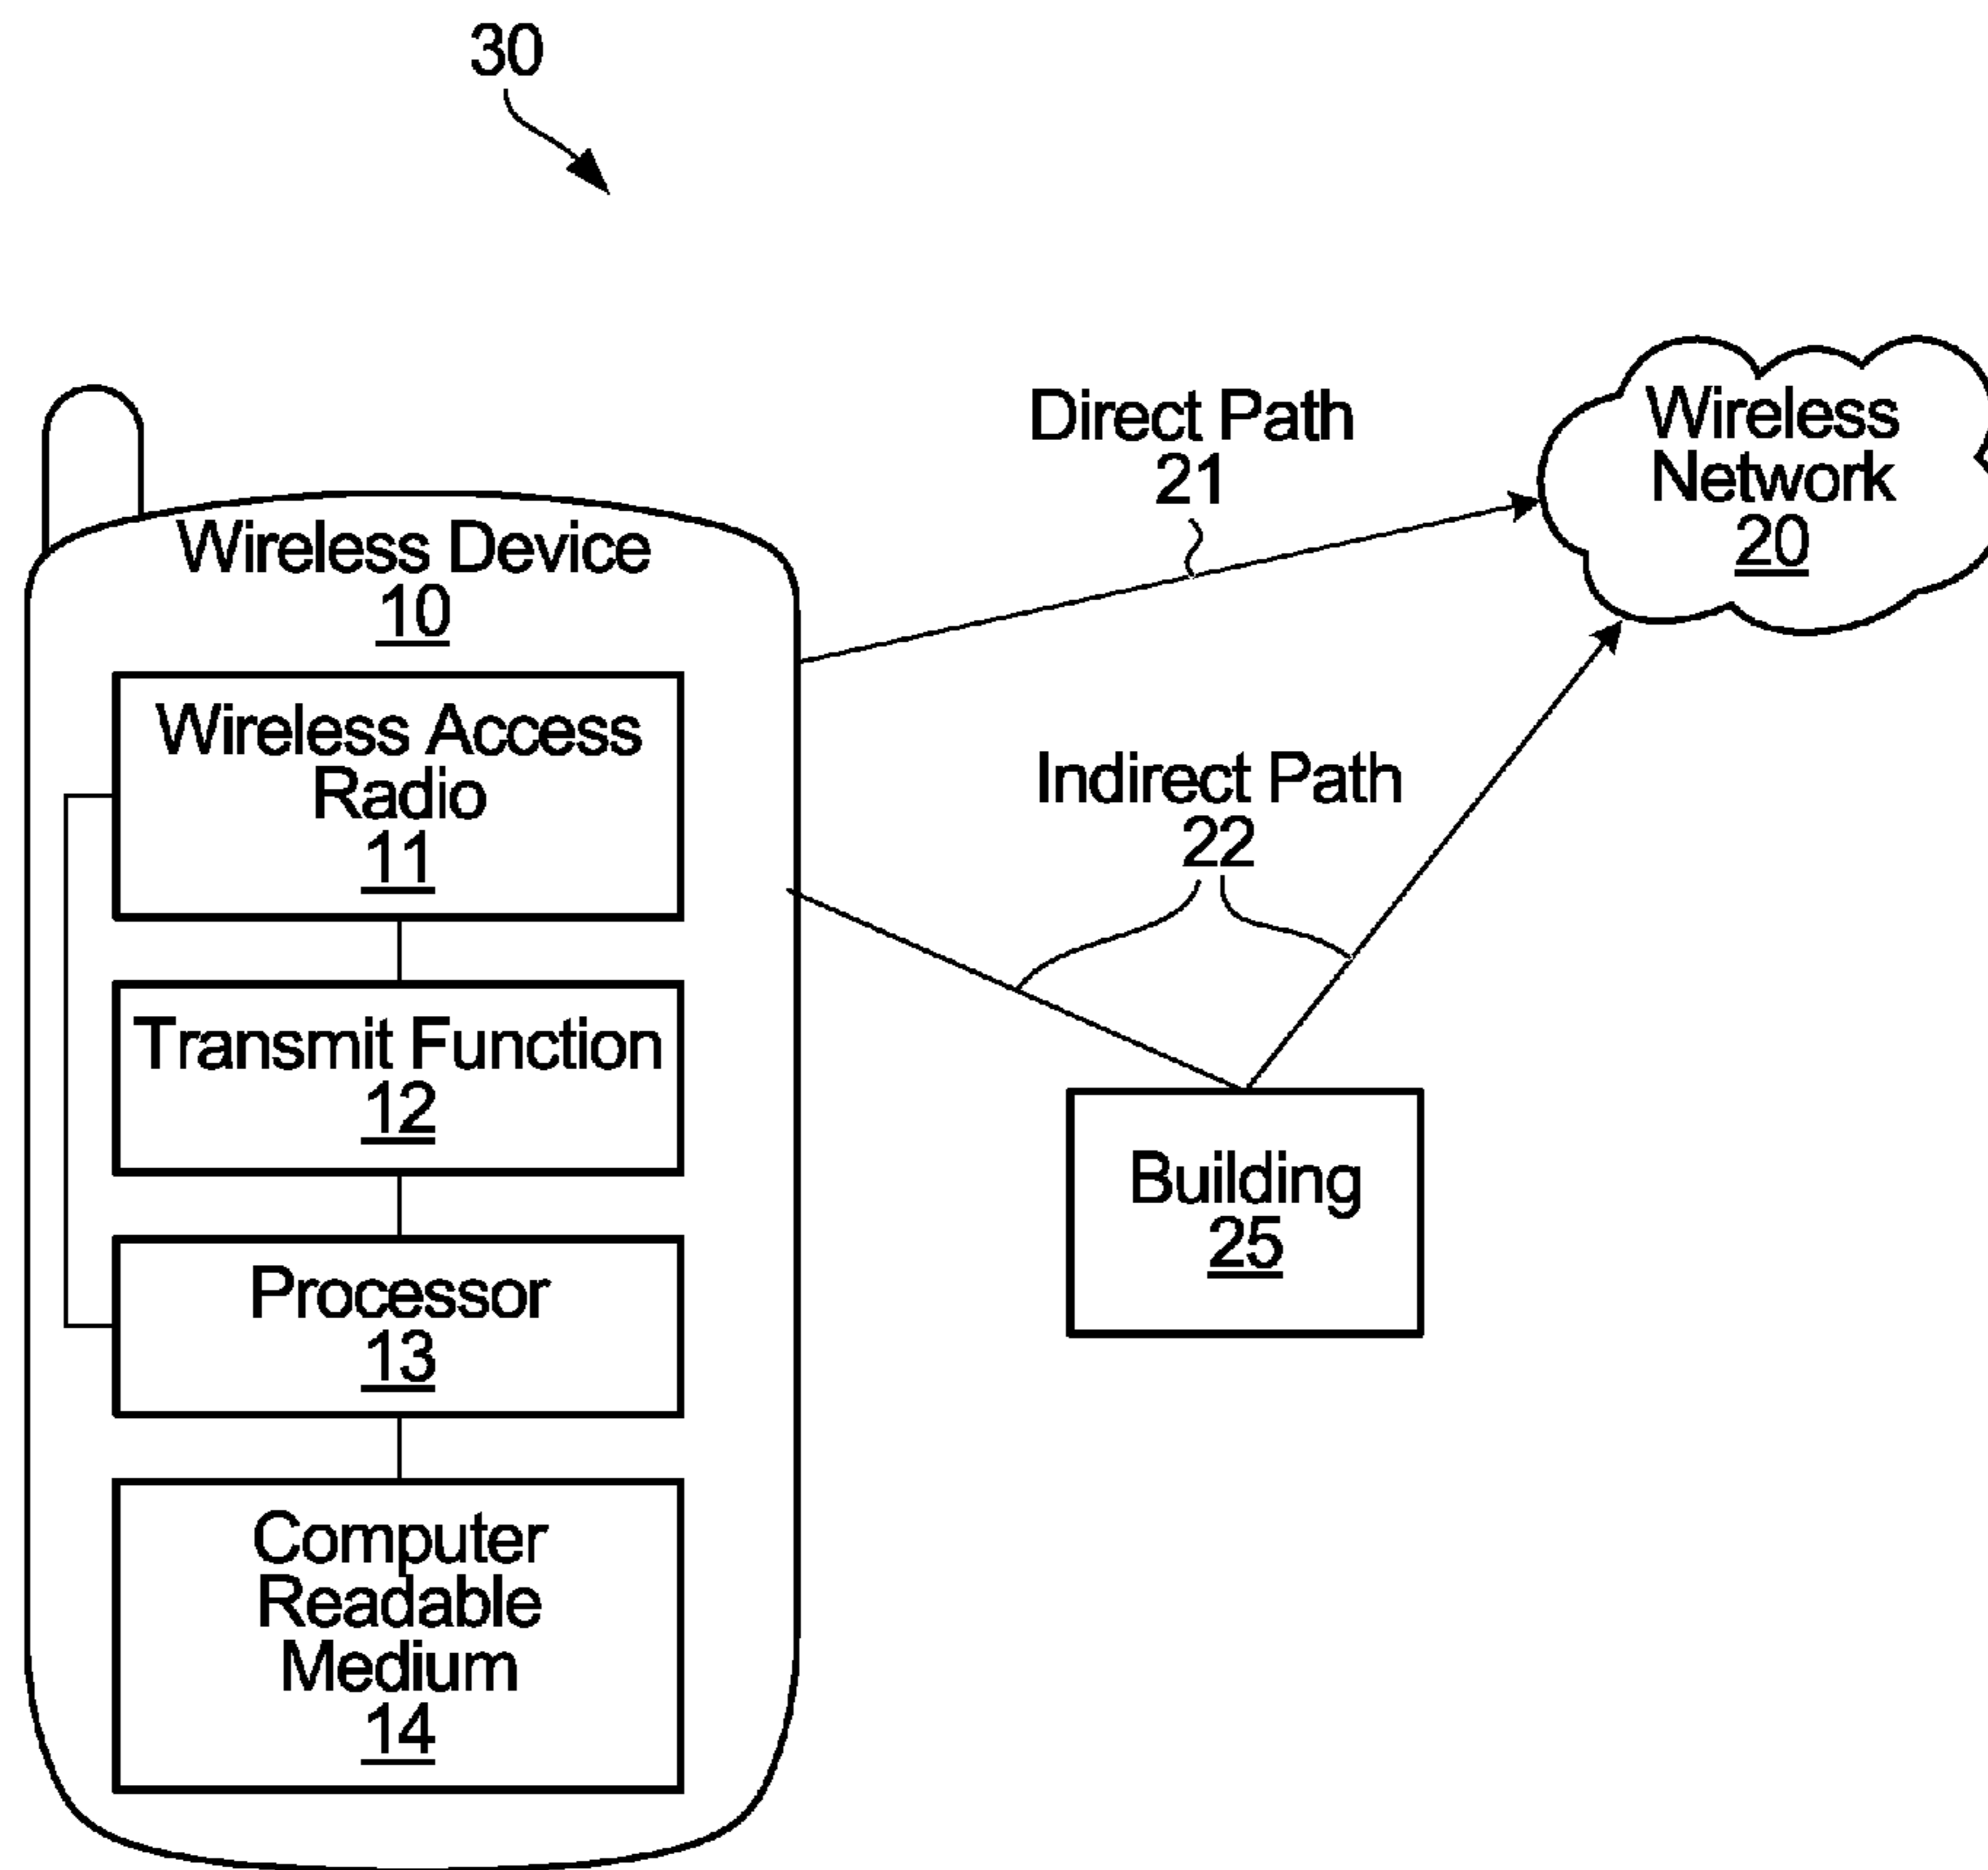 30
Direct Path
21
Wireless
Network
20
Wireless Device
10
Wireless Access
Radio
11
Indirect Path
22
Transmit Function
12
Building
25
Processor
13
Computer
Readable
Medium
14